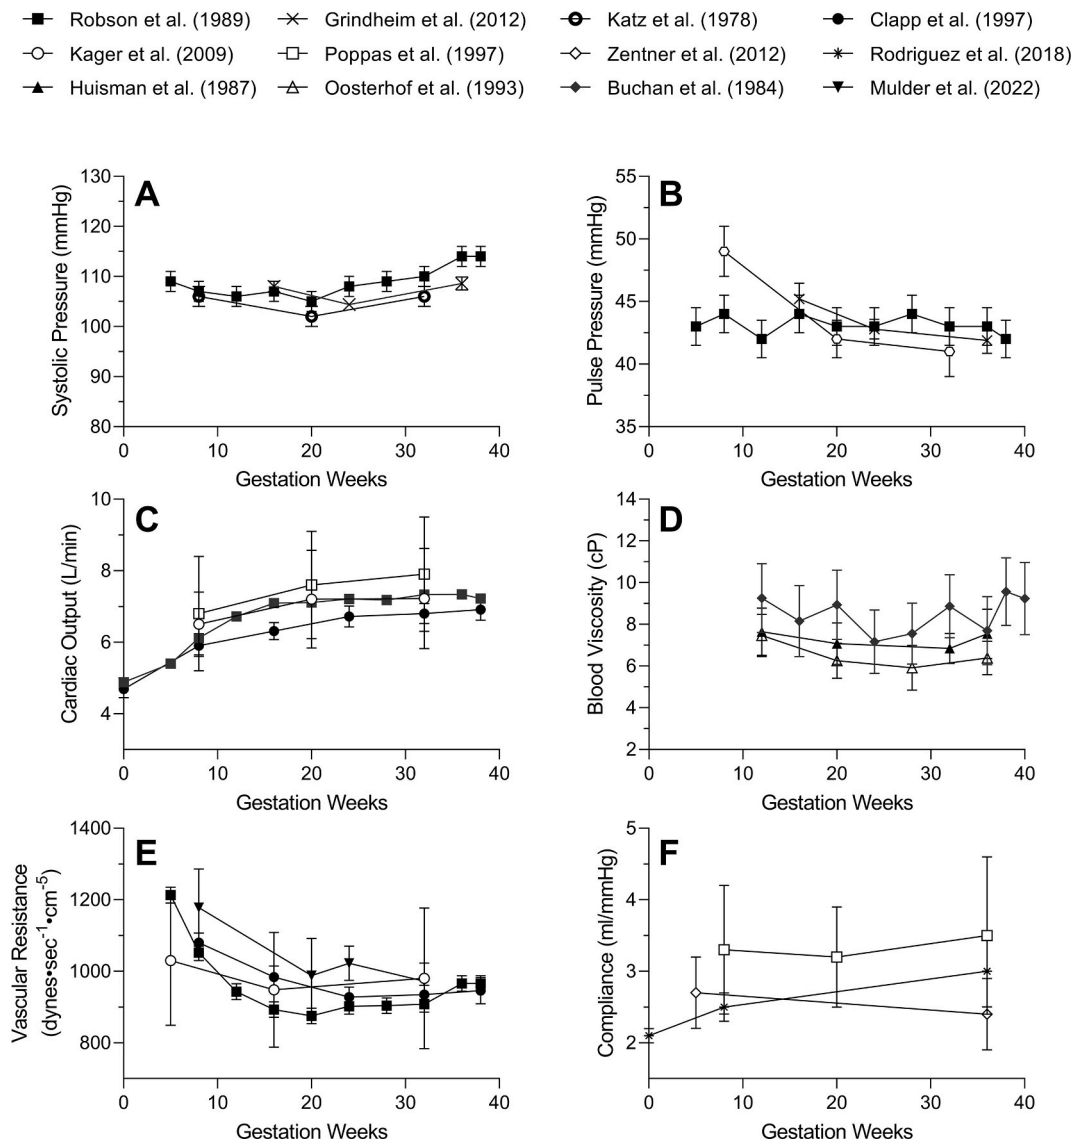 Robson et al. (1989) Grindheim et al. (2012) Katz et al. (1978) Clapp et al. (1997)
Kager et al. (2009) Poppas et al. (1997) Zentner et al. (2012) Rodriguez et al. (2018)
Huisman et al. (1987) Oosterhof et al. (1993) Buchan et al. (1984) Mulder et al. (2022)
A
Systolic Pressure (mmHg)
130
120
110
100
90
80
0 10 20 30 40
Gestation Weeks
B
Pulse Pressure (mmHg)
55
50
45
40
35
0 10 20 30 40
Gestation Weeks
C
Cardiac Output (L/min)
10
8
6
4
0 10 20 30 40
Gestation Weeks
D
Blood Viscosity (cP)
14
12
10
8
6
4
2
0 10 20 30 40
Gestation Weeks
E
Vascular Resistance
(dyness•sec-1•cm-5)
1400
1200
1000
800
0 10 20 30 40
Gestation Weeks
F
Compliance (ml/mmHg)
5
4
3
2
0 10 20 30 40
Gestation Weeks